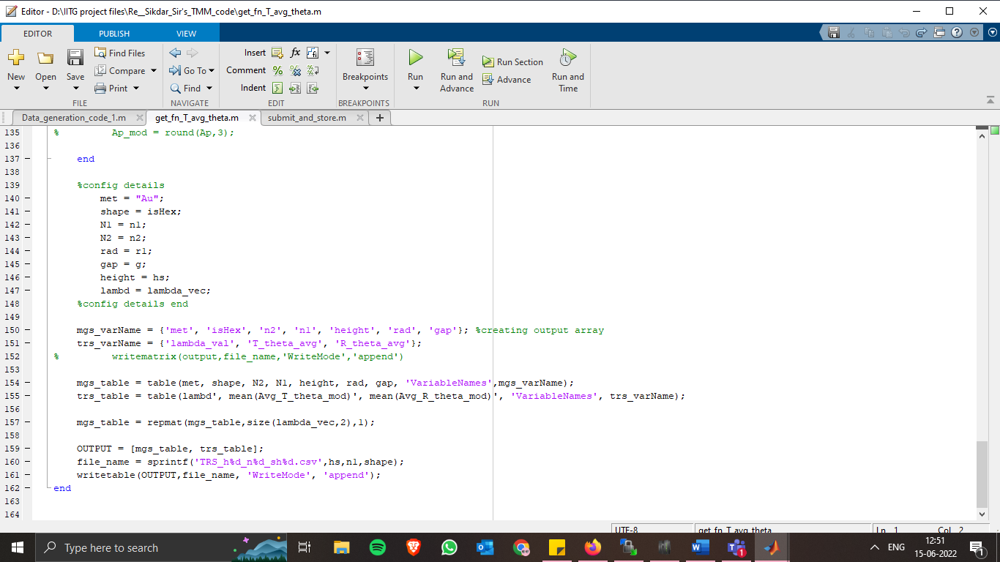 Editor - D:\IITG project files\Re__Sikdar_Sir's_TMM_code\get_fn_T_avg_theta.m
EDITOR PUBLISH VIEW
New Open Save Find Files Compare Print
FILE
Go To Find
NAVIGATE
Insert fx
Comment
Indent
EDIT
Breakpoints
BREAKPOINTS
Run Run and Advance Run Section Advance Run and Time
RUN
Data_generation_code_1.m get_fn_T_avg_theta.m submit_and_store.m
135 % Ap_mod = round(Ap,3);
136
137 end
138
139 %config details
140 met = "Au";
141 shape = isHex;
142 N1 = n1;
143 N2 = n2;
144 rad = r1;
145 gap = g;
146 height = hs;
147 lambd = lambda_vec;
148 %config details end
149
150 mgs_varName = {'met', 'isHex', 'n2', 'n1', 'height', 'rad', 'gap'}; %creating output array
151 trs_varName = {'lambda_val', 'T_theta_avg', 'R_theta_avg'};
152 % writematrix(output,file_name,'WriteMode','append')
153
154 mgs_table = table(met, shape, N2, N1, height, rad, gap, 'VariableNames',mgs_varName);
155 trs_table = table(lambd', mean(Avg_T_theta_mod)', mean(Avg_R_theta_mod)', 'VariableNames', trs_varName);
156
157 mgs_table = repmat(mgs_table,size(lambda_vec,2),1);
158
159 OUTPUT = [mgs_table, trs_table];
160 file_name = sprintf('TRS_h%d_n%d_sh%d.csv',hs,n1,shape);
161 writetable(OUTPUT,file_name, 'WriteMode', 'append');
162 end
163
164
UTF-8 get_fn_T_avg_theta Ln 1 Col 2
Type here to search
ENG
12:51
15-06-2022
1
1